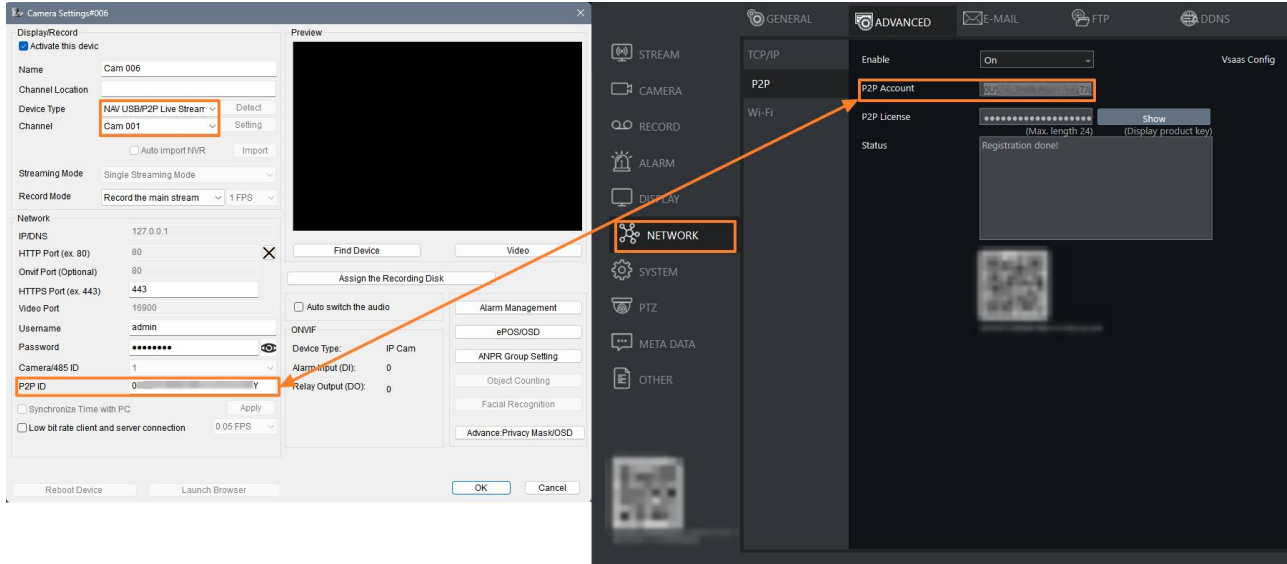 Camera Settings#006
Display/Record
Activate this devic
Name Cam 006
Channel Location
Device Type NAV USB/P2P Live Stream Detect
Channel Cam 001 Setting
Auto import NVR Import
Streaming Mode Single Streaming Mode
Record Mode Record the main stream 1 FPS
Network
IP/DNS 127.0.0.1
HTTP Port (ex. 80) 80
Onvif Port (Optional) 80
HTTPS Port (ex. 443) 443
Video Port 16900
Username admin
Password
Camera/485 ID 1
P2P ID 0 Y
Synchronize Time with PC Apply
Low bit rate client and server connection 0.05 FPS
Reboot Device Launch Browser
Preview
Find Device Video
Assign the Recording Disk
Auto switch the audio
ONVIF
Device Type: IP Cam
Alarm Input (DI): 0
Relay Output (DO): 0
Alarm Management
ePOS/OSD
ANPR Group Setting
Object Counting
Facial Recognition
Advance:Privacy Mask/OSD
OK Cancel
GENERAL ADVANCED E-MAIL FTP DDNS
STREAM
CAMERA
RECORD
ALARM
DISPLAY
NETWORK
SYSTEM
PTZ
META DATA
OTHER
TCP/IP
P2P
Wi-Fi
Enable On Vsaas Config
P2P Account
P2P License Show
(Max. length 24) (Display product key)
Status Registration done!